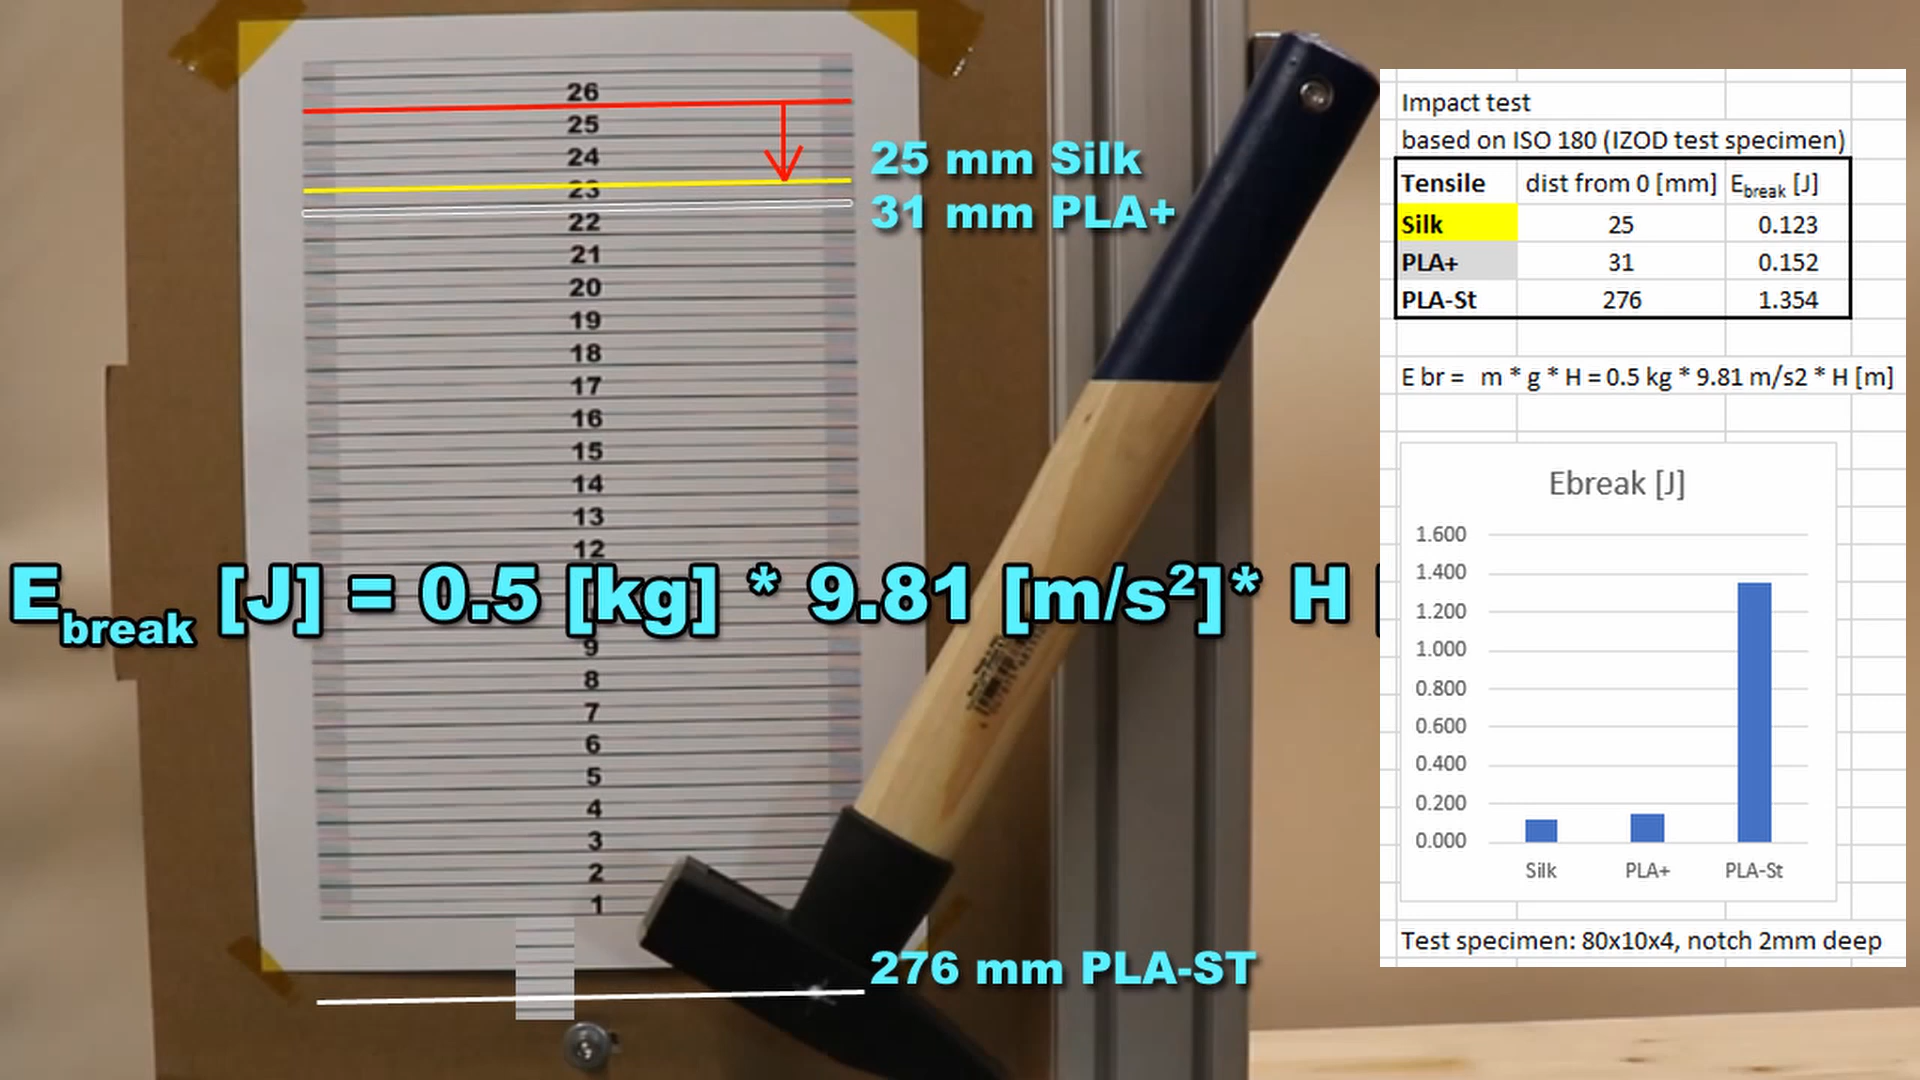 26
25
24
23
22
21
20
19
18
17
16
15
14
13
12
9
8
7
6
5
4
3
2
1
25 mm Silk
31 mm PLA+
E break [J] = 0.5 [kg] * 9.81 [m/s²]* H
276 mm PLA-ST
Impact test
based on ISO 180 (IZOD test specimen)
Tensile dist from 0 [mm] Ebreak [J]
Silk 25 0.123
PLA+ 31 0.152
PLA-St 276 1.354
E br = m * g * H = 0.5 kg * 9.81 m/s2 * H [m]
Ebreak [J]
1.600
1.400
1.200
1.000
0.800
0.600
0.400
0.200
0.000
Silk PLA+ PLA-St
Test specimen: 80x10x4, notch 2mm deep